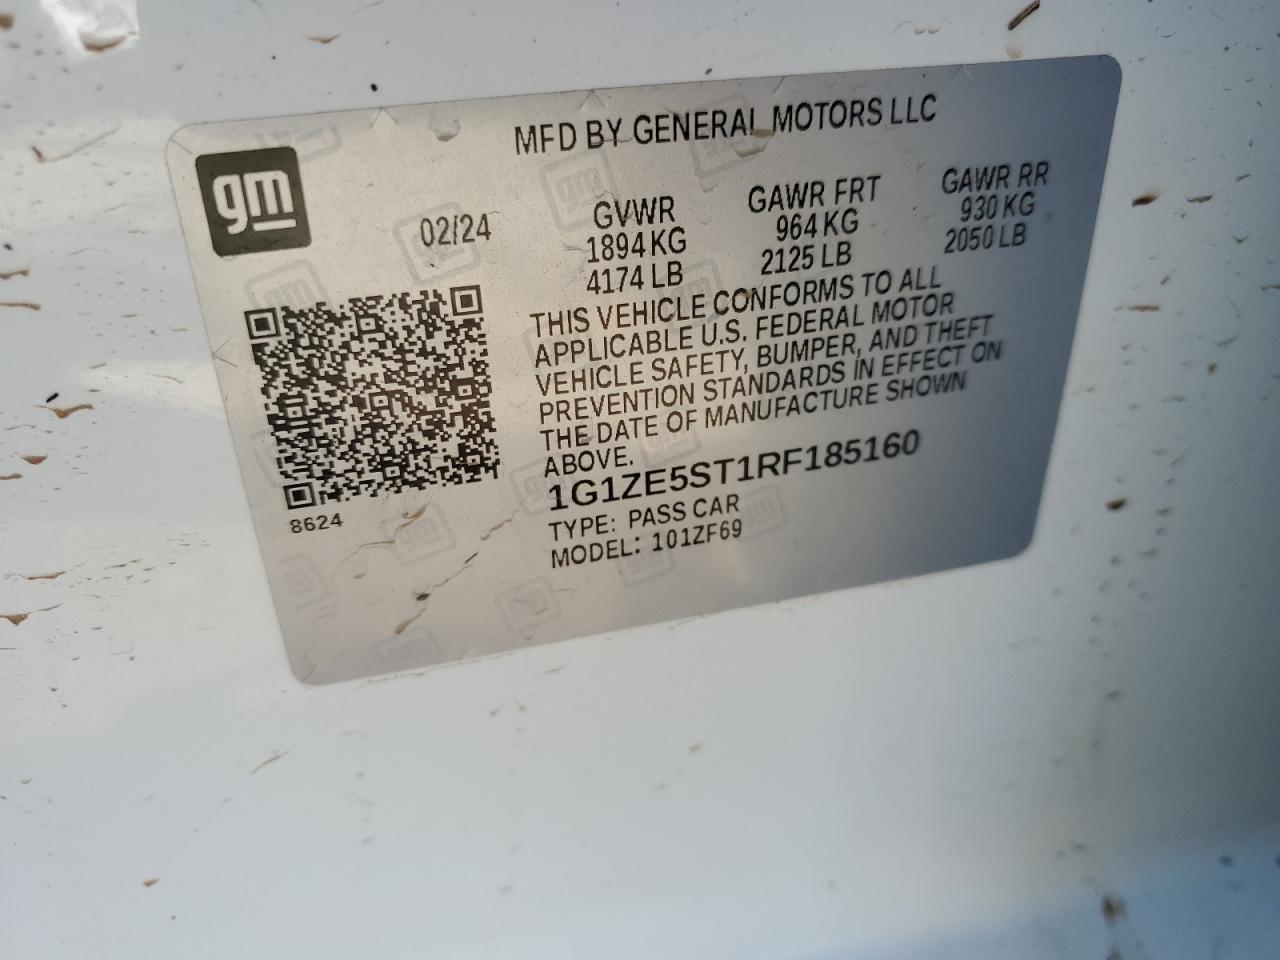 MFD BY GENERAL MOTORS LLC
gm
02/24
GVWR GAWR FRT GAWR RR
1894 KG 964 KG 930 KG
4174 LB 2125 LB 2050 LB
THIS VEHICLE CONFORMS TO ALL
APPLICABLE U.S. FEDERAL MOTOR
VEHICLE SAFETY, BUMPER, AND THEFT
PREVENTION STANDARDS IN EFFECT ON
THE DATE OF MANUFACTURE SHOWN
ABOVE.
1G1ZE5ST1RF185160
TYPE: PASS CAR
MODEL: 101ZF69
8624